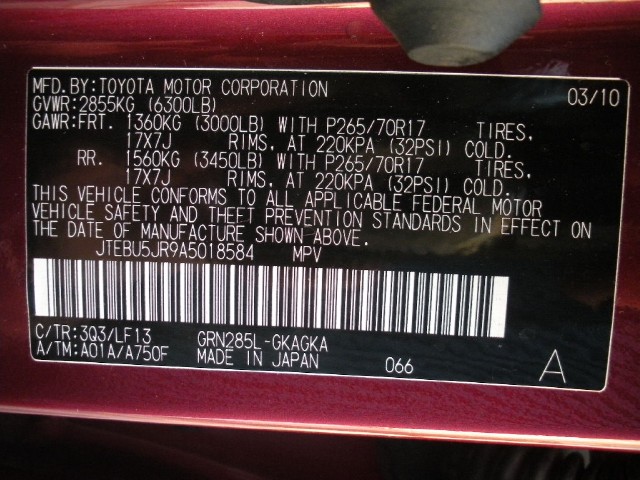 MFD.BY:TOYOTA MOTOR CORPORATION 03/10
GVWR:2855KG (6300LB)
GAWR:FRT. 1360KG (3000LB) WITH P265/70R17 TIRES,
17X7J RIMS, AT 220KPA (32PSI) COLD.
RR. 1560KG (3450LB) WITH P265/70R17 TIRES,
17X7J RIMS, AT 220KPA (32PSI) COLD.
THIS VEHICLE CONFORMS TO ALL APPLICABLE FEDERAL MOTOR
VEHICLE SAFETY AND THEFT PREVENTION STANDARDS IN EFFECT ON
THE DATE OF MANUFACTURE SHOWN ABOVE.
JTEBU5JR9A5018584 MPV
C/TR:3Q3/LF13 GRN285L-GKAGKA
A/TM:A01A/A750F MADE IN JAPAN 066 A